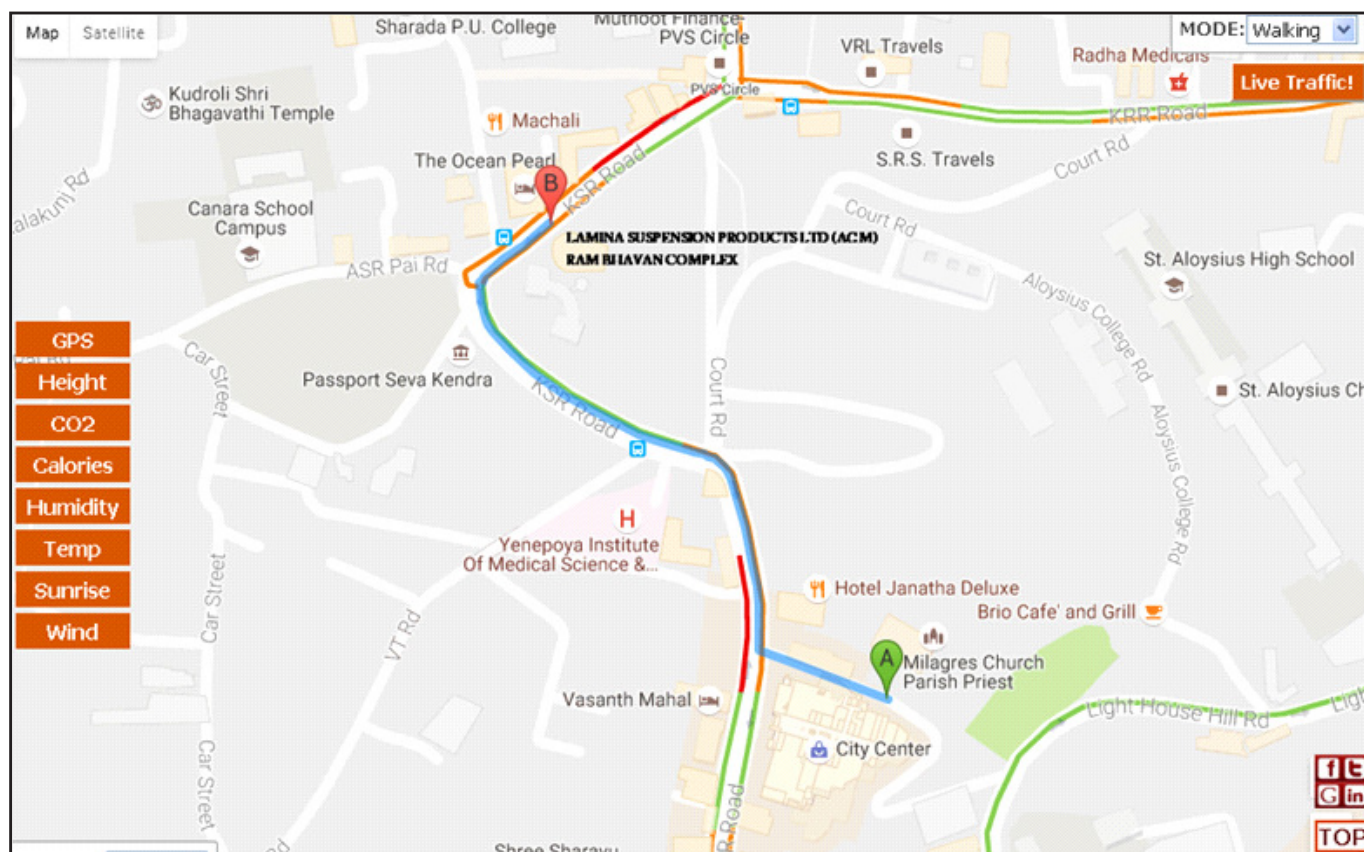 Map Satellite
Sharada P.U. College
Muthoot Finance-
PVS Circle
VRL Travels
MODE: Walking
Radha Medicals
Live Traffic!
PVS Circle
Kudroli Shri
Bhagavathi Temple
Machali
KRR Road
Court Rd
S.R.S. Travels
The Ocean Pearl
B
KSR Road
Canara School
Campus
Court Rd
LAMINA SUSPENSION PRODUCTS LTD (ACM)
RAM BHAVAN COMPLEX
ASR Pai Rd
St. Aloysius High School
Aloysius College Rd
GPS
Height
CO2
Calories
Humidity
Temp
Sunrise
Wind
Car Street
Passport Seva Kendra
KSR Road
Court Rd
St. Aloysius Ch
Aloysius College Rd
H
Yenepoya Institute
Of Medical Science &...
Hotel Janatha Deluxe
Brio Cafe' and Grill
Car Street
VT Rd
A
Milagres Church
Parish Priest
Vasanth Mahal
Light House Hill Rd
City Center
Car Street
R Road
f t
G in
TOP
Shree Sharavu